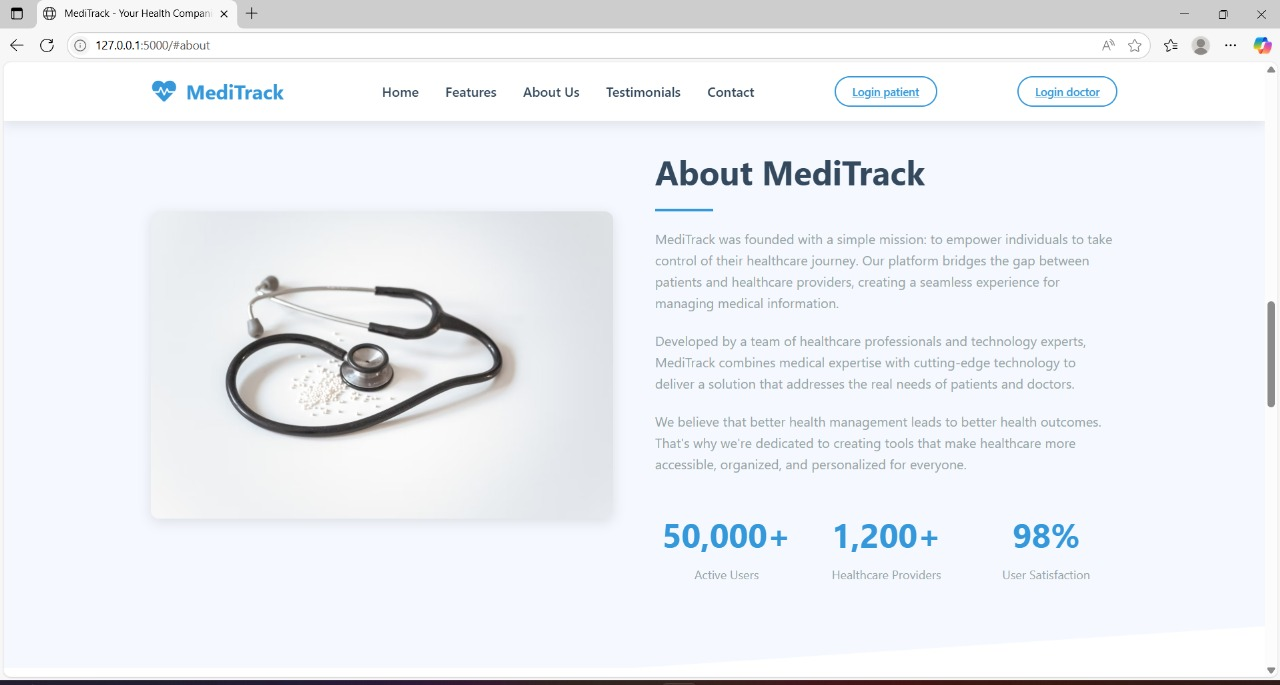 MediTrack - Your Health Compan
127.0.0.1:5000/#about
MediTrack
Home Features About Us Testimonials Contact Login patient Login doctor
About MediTrack
MediTrack was founded with a simple mission: to empower individuals to take
control of their healthcare journey. Our platform bridges the gap between
patients and healthcare providers, creating a seamless experience for
managing medical information.
Developed by a team of healthcare professionals and technology experts,
MediTrack combines medical expertise with cutting-edge technology to
deliver a solution that addresses the real needs of patients and doctors.
We believe that better health management leads to better health outcomes.
That's why we're dedicated to creating tools that make healthcare more
accessible, organized, and personalized for everyone.
50,000+ 1,200+ 98%
Active Users Healthcare Providers User Satisfaction